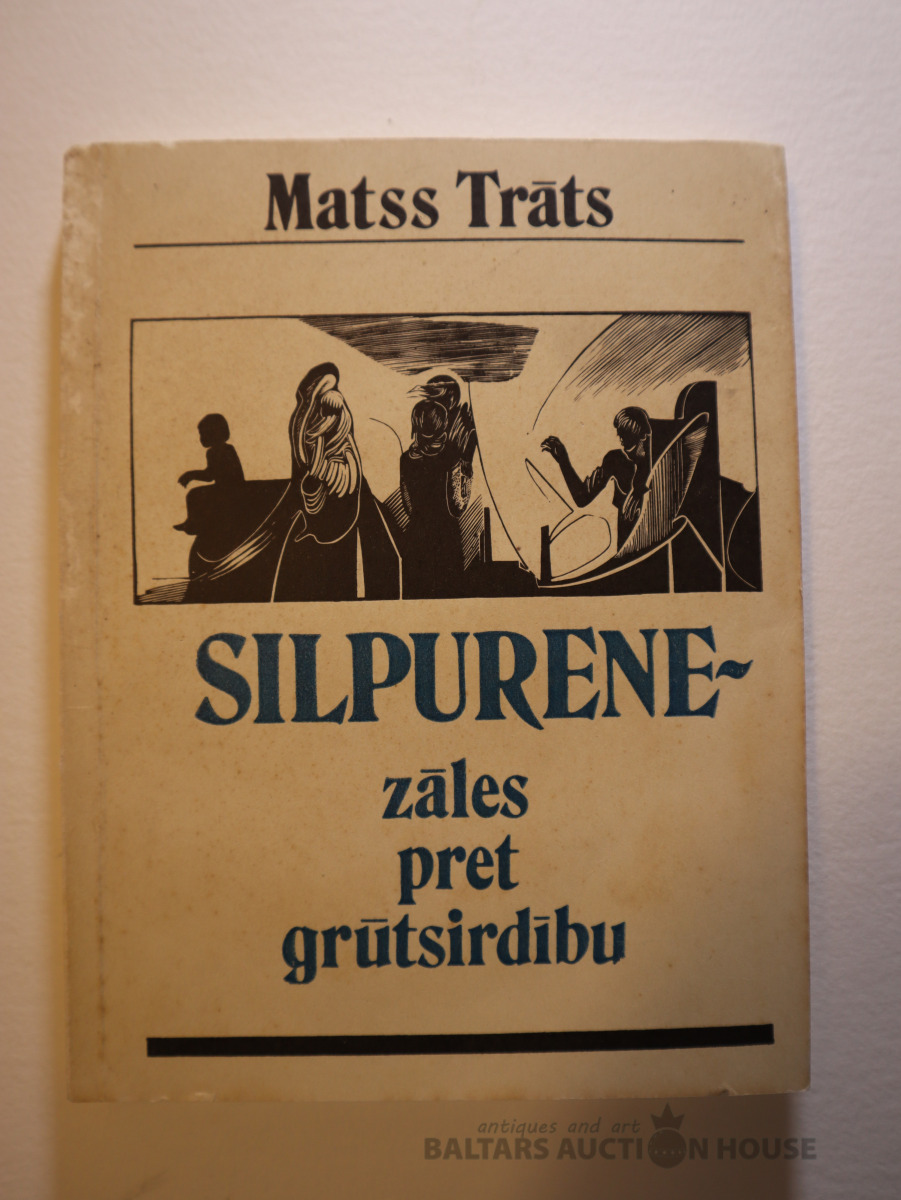 Matss Trāts
SILPURENE~
zāles
pret
grūtsirdību
antiques and art
BALTARS AUCTION HOUSE